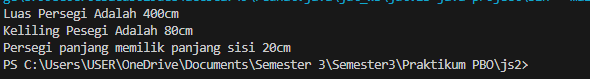 Luas Persegi Adalah 400cm
Keliling Pesegi Adalah 80cm
Persegi panjang memilik panjang sisi 20cm
PS C:\Users\USER\OneDrive\Documents\Semester 3\Semester3\Praktikum PBO\js2>